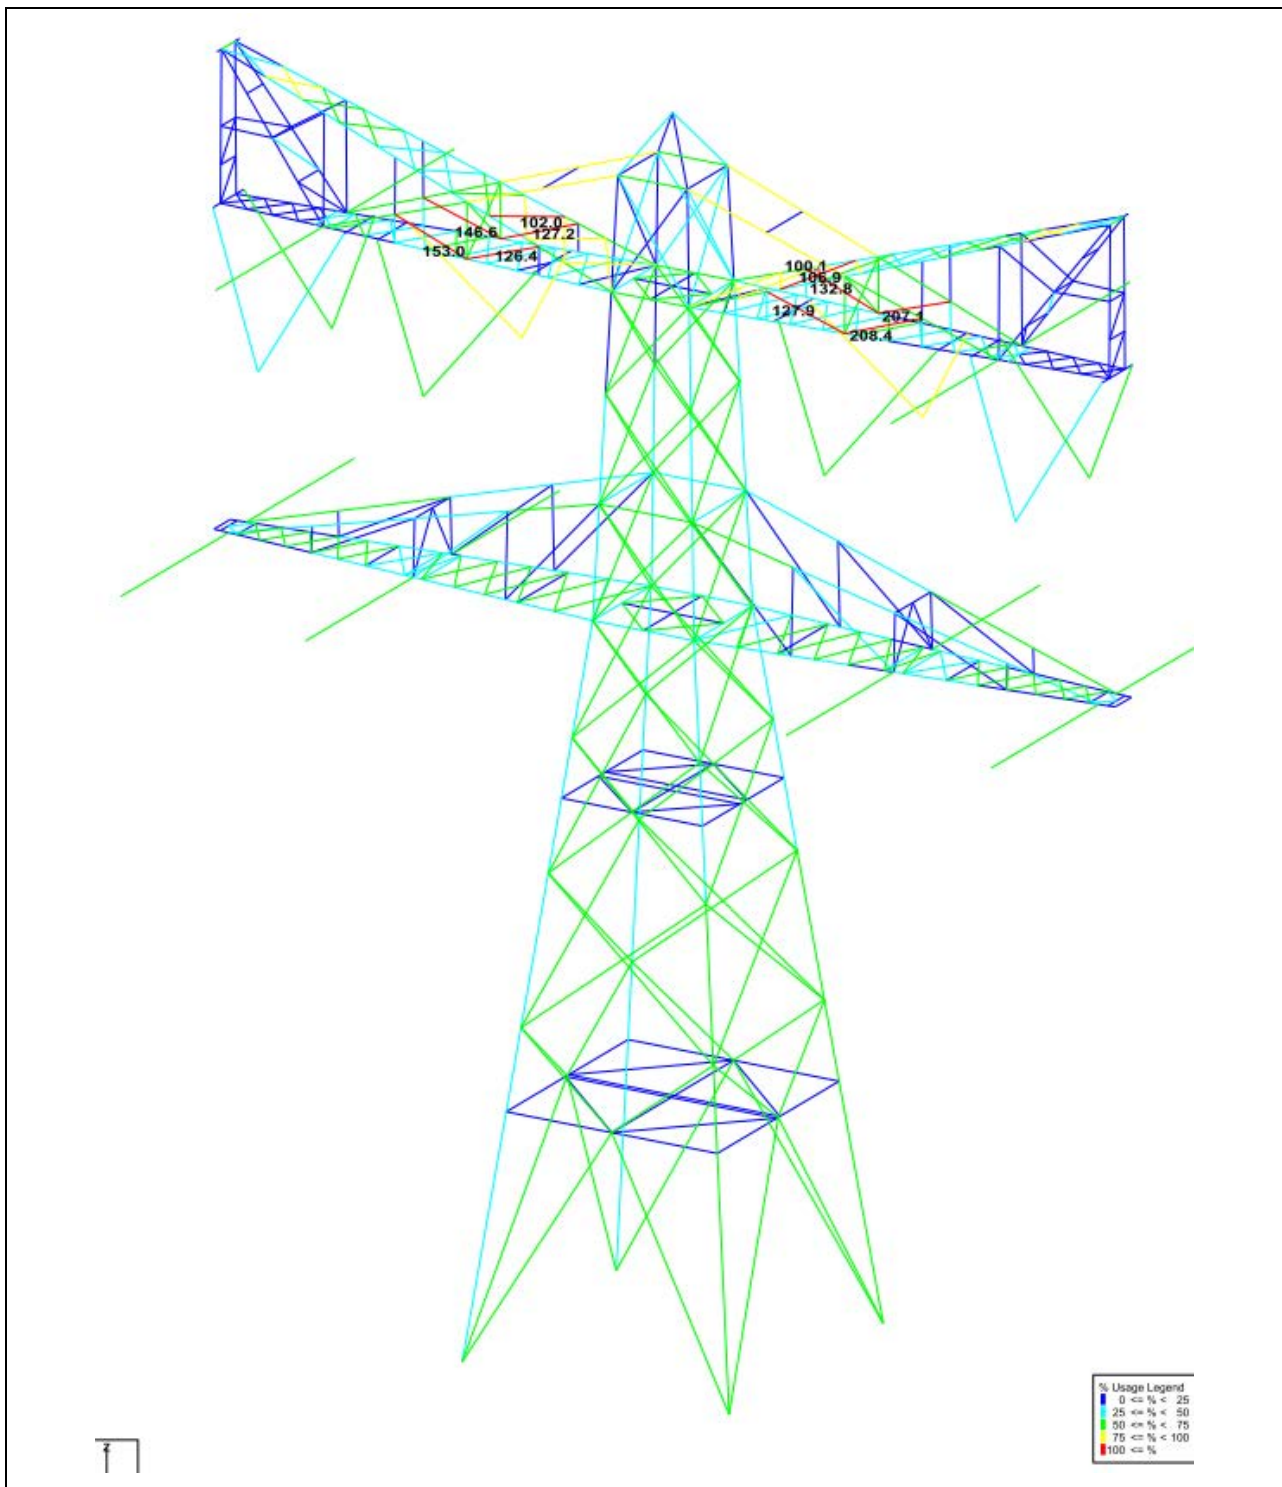 102.0
146.6
127.2
153.0
126.4
100.1
106.9
132.8
127.9
207.1
208.4
% Usage Legend
0 <= % < 25
25 <= % < 50
50 <= % < 75
75 <= % < 100
100 <= %
Z